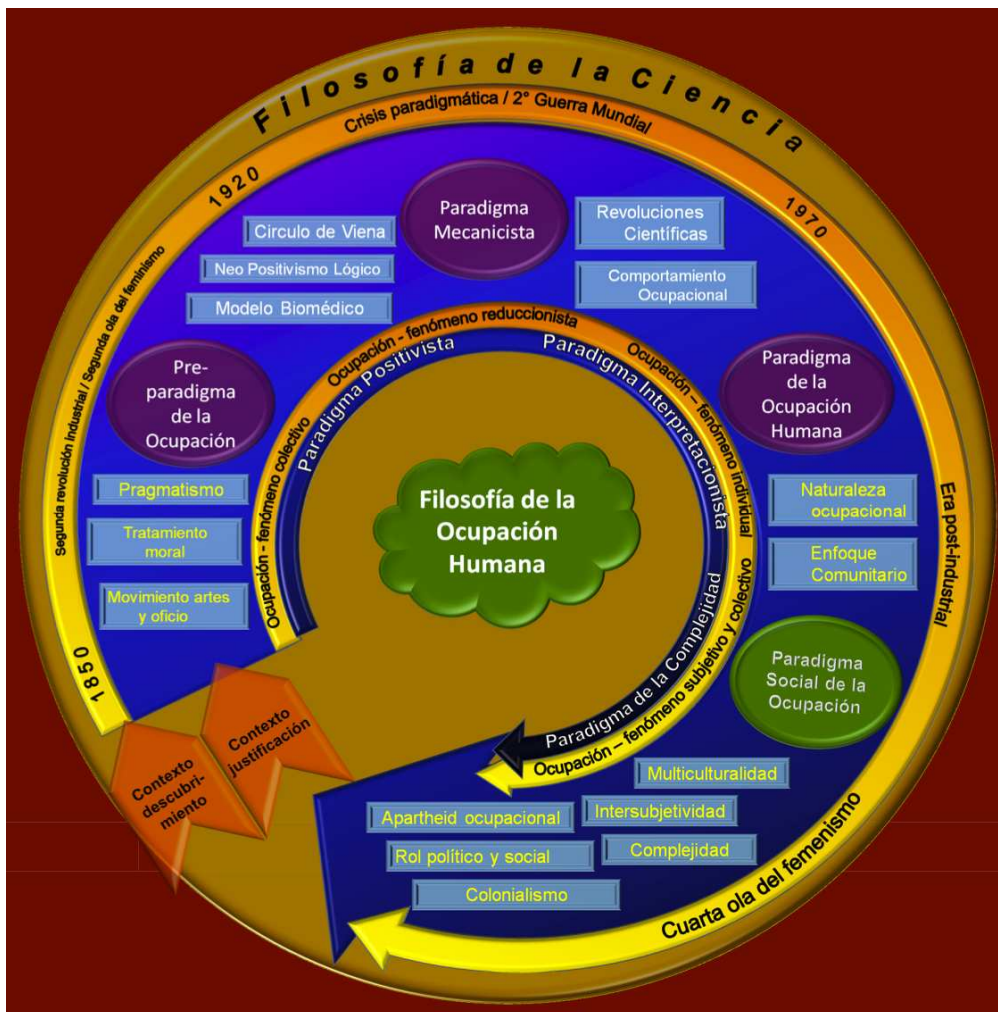 Filosofía de la Ciencia
Crisis paradigmática / 2° Guerra Mundial
1920
1970
Segunda revolución industrial / Segunda ola del feminismo
1850
Era post-industrial
Cuarta ola del femenismo
Paradigma
Mecanicista
Circulo de Viena
Neo Positivismo Lógico
Modelo Biomédico
Revoluciones
Científicas
Comportamiento
Ocupacional
Pre-
paradigma
de la
Ocupación
Pragmatismo
Tratamiento
moral
Movimiento artes
y oficio
Paradigma
de la
Ocupación
Humana
Naturaleza
ocupacional
Enfoque
Comunitario
Paradigma
Social de la
Ocupación
Multiculturalidad
Apartheid ocupacional
Intersubjetividad
Rol político y social
Complejidad
Colonialismo
Ocupación - fenómeno colectivo
Ocupación - fenómeno reduccionista
Ocupación – fenómeno individual
Ocupación – fenómeno subjetivo y colectivo
Paradigma Positivista
Paradigma Interpretacionista
Paradigma de la Complejidad
Filosofía de la
Ocupación
Humana
Contexto
justificación
Contexto
descubri-
miento